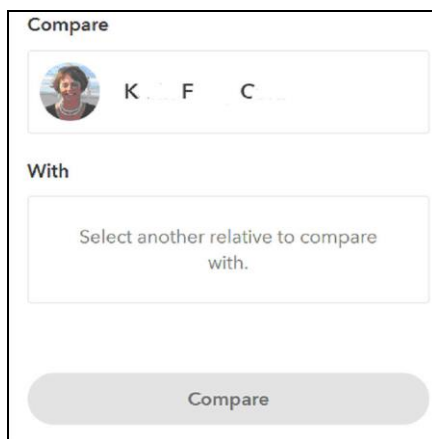 Compare
K F C
With
Select another relative to compare
with.
Compare